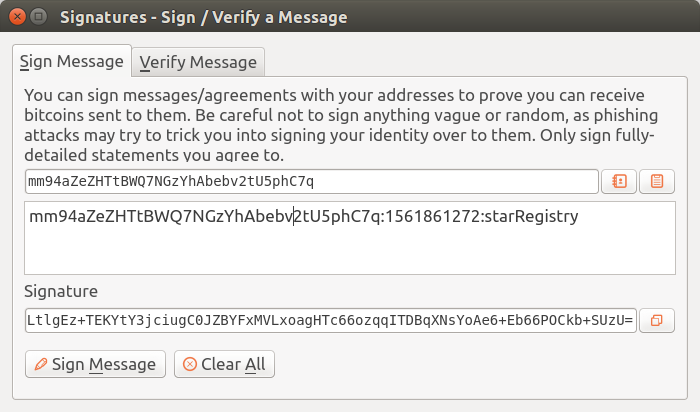 Signatures - Sign / Verify a Message
Sign Message
Verify Message
You can sign messages/agreements with your addresses to prove you can receive
bitcoins sent to them. Be careful not to sign anything vague or random, as phishing
attacks may try to trick you into signing your identity over to them. Only sign fully-
detailed statements you agree to.
mm94aZeZHTtBWQ7NGzYhAbebv2tU5phC7q
mm94aZeZHTtBWQ7NGzYhAbebv2tU5phC7q:1561861272:starRegistry
Signature
LtlgEz+TEKYtY3jciugC0JZBYFxMVLxoagHTc66ozqqITDBqXNsYoAe6+Eb66POCkb+SUzU=
Sign Message
Clear All